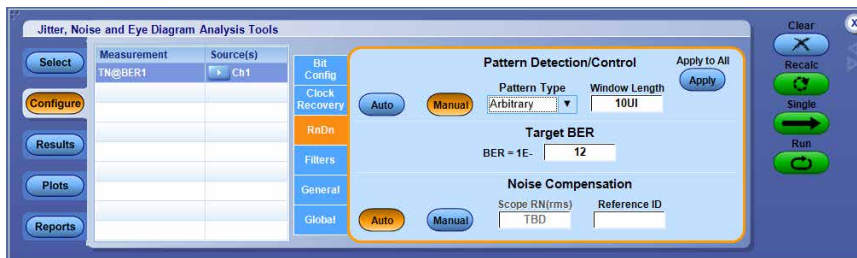 Jitter, Noise and Eye Diagram Analysis Tools
Clear
Select
Configure
Results
Plots
Reports
Measurement Source(s)
TN@BER1 Ch1
Bit Config
Clock Recovery
RnDn
Filters
General
Global
Pattern Detection/Control
Apply to All
Apply
Auto
Manual
Pattern Type
Arbitrary
Window Length
10UI
Target BER
BER = 1E- 12
Noise Compensation
Auto
Manual
Scope RN(rms)
TBD
Reference ID
Recalc
Single
Run